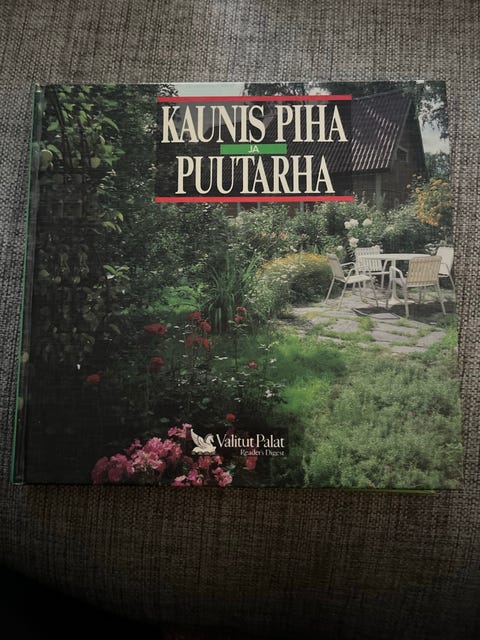 KAUNIS PIHA
JA
PUUTARHA
Valitut Palat
Reader's Digest